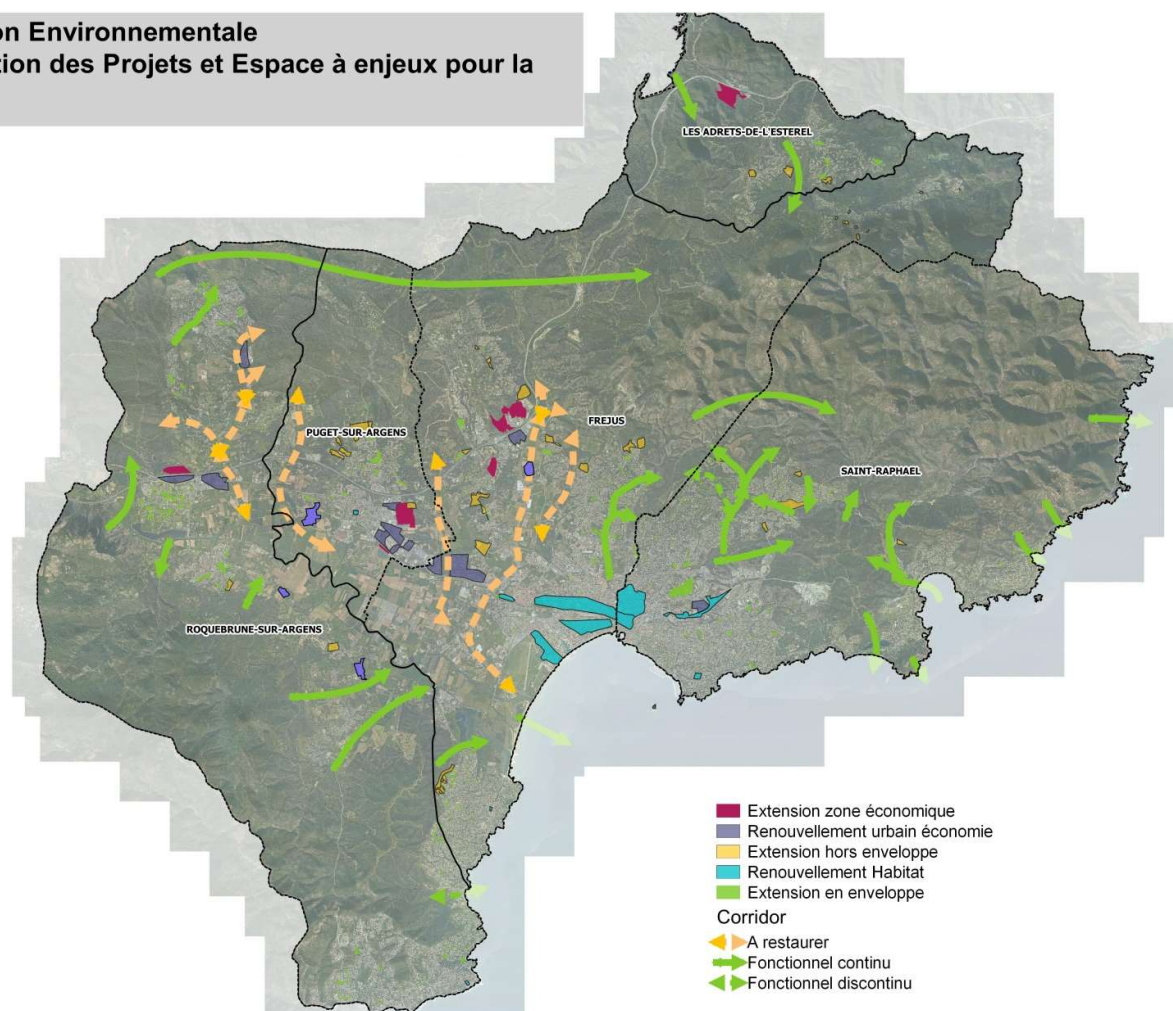 on Environnementale
tion des Projets et Espace à enjeux pour la
LES ADRETS-DE-L'ESTEREL
PUGET-SUR-ARGENS
FREJUS
SAINT-RAPHAEL
ROQUEBRUNE-SUR-ARGENS
Extension zone économique
Renouvellement urbain économie
Extension hors enveloppe
Renouvellement Habitat
Extension en enveloppe
Corridor
A restaurer
Fonctionnel continu
Fonctionnel discontinu